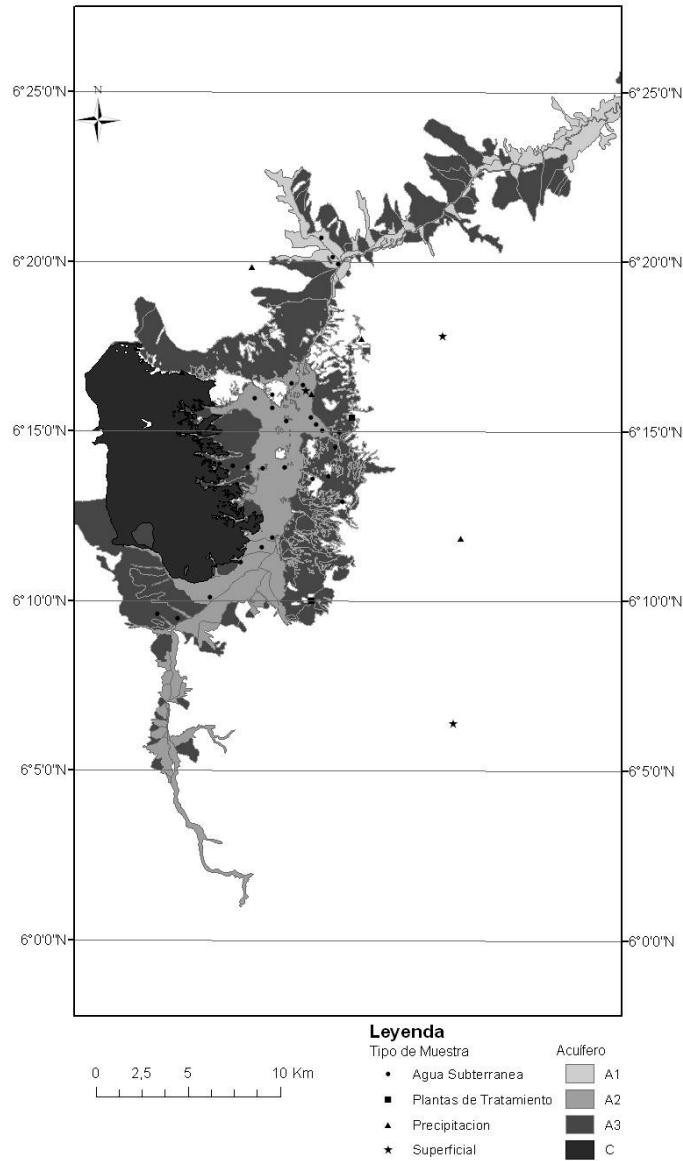 N
6°25'0"N 6°25'0"N
6°20'0"N 6°20'0"N
6°15'0"N 6°15'0"N
6°10'0"N 6°10'0"N
6°5'0"N 6°5'0"N
6°0'0"N 6°0'0"N
Leyenda
Tipo de Muestra Acuífero
0 2,5 5 10 Km
Agua Subterranea A1
Plantas de Tratamiento A2
Precipitacion A3
Superficial C